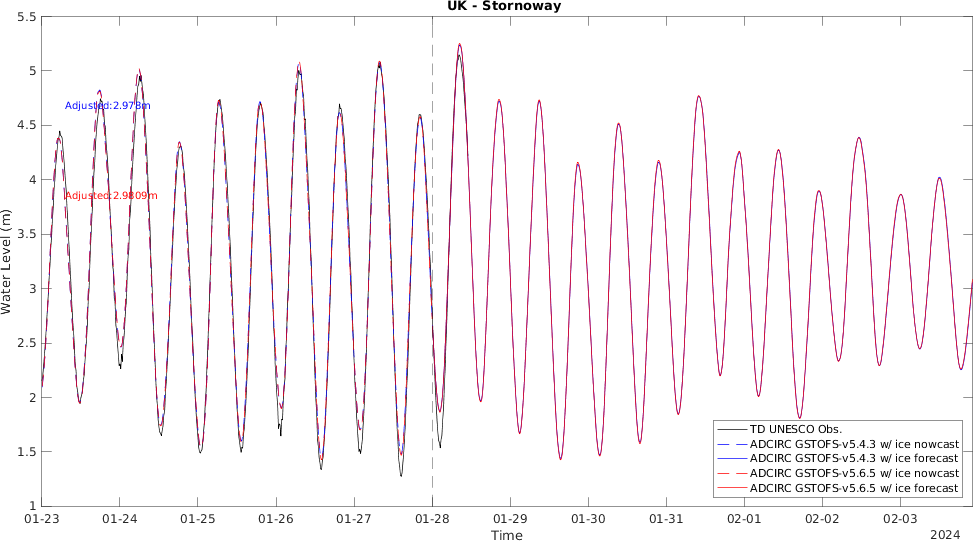 UK - Stornoway
5.5
5
4.5
4
3.5
3
2.5
2
1.5
1
Water Level (m)
Adjusted:2.978m
Adjusted:2.9809m
TD UNESCO Obs.
ADCIRC GSTOFS-v5.4.3 w/ ice nowcast
ADCIRC GSTOFS-v5.4.3 w/ ice forecast
ADCIRC GSTOFS-v5.6.5 w/ ice nowcast
ADCIRC GSTOFS-v5.6.5 w/ ice forecast
01-23 01-24 01-25 01-26 01-27 01-28 01-29 01-30 01-31 02-01 02-02 02-03
Time
2024